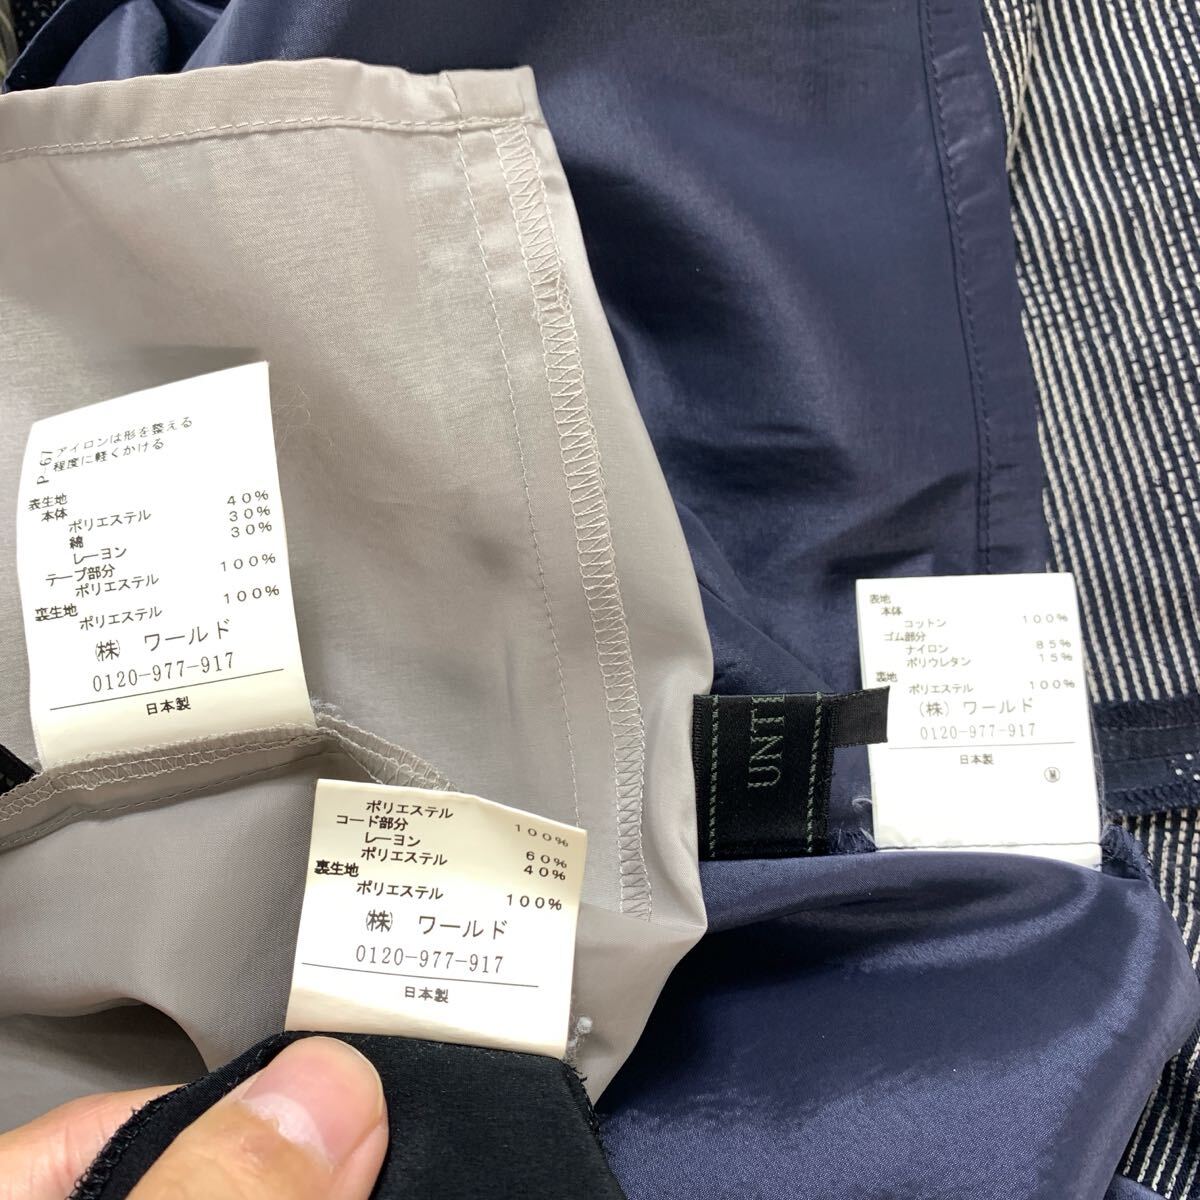 P-67 アイロンは形を整える
程度に軽くかける
表生地
本体
ポリエステル 40%
綿 30%
レーヨン 30%
テープ部分
ポリエステル 100%
裏生地
ポリエステル 100%
㈱ ワールド
0120-977-917
日本製
ポリエステル 100%
コード部分
レーヨン 60%
ポリエステル 40%
裏生地
ポリエステル 100%
㈱ ワールド
0120-977-917
日本製
UNT
表地
本体
コットン 100%
ゴム部分
ナイロン 85%
ポリウレタン 15%
裏地
ポリエステル 100%
(株) ワールド
0120-977-917
日本製